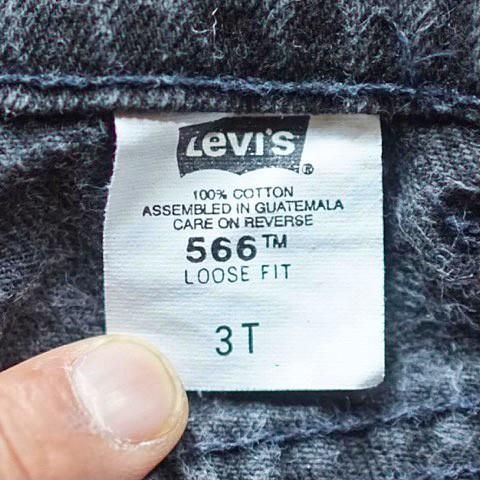 Levi's®
100% COTTON
ASSEMBLED IN GUATEMALA
CARE ON REVERSE
566™
LOOSE FIT
3T